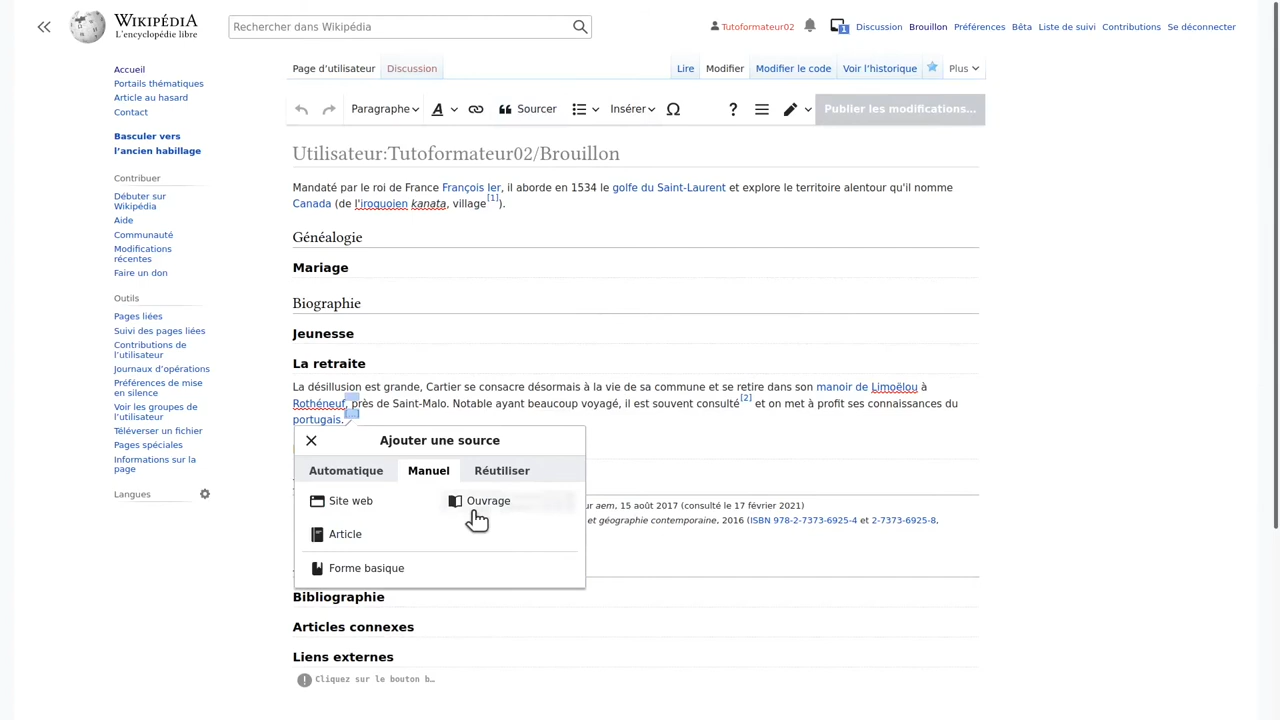 WIKIPÉDIA
L'encyclopédie libre
Rechercher dans Wikipédia
Tutoformateur02
1
Discussion Brouillon Préférences Bêta Liste de suivi Contributions Se déconnecter
Accueil
Portails thématiques
Article au hasard
Contact
Basculer vers
l'ancien habillage
Contribuer
Débuter sur
Wikipédia
Aide
Communauté
Modifications
récentes
Faire un don
Outils
Pages liées
Suivi des pages liées
Contributions de
l'utilisateur
Journaux d'opérations
Préférences de mise
en silence
Voir les groupes de
l'utilisateur
Téléverser un fichier
Pages spéciales
Informations sur la
page
Langues
Page d'utilisateur Discussion Lire Modifier Modifier le code Voir l'historique Plus
Paragraphe A Sourcer Insérer Ω ? Publier les modifications…
Utilisateur:Tutoformateur02/Brouillon
Mandaté par le roi de France François Ier, il aborde en 1534 le golfe du Saint-Laurent et explore le territoire alentour qu'il nomme
Canada (de l'iroquoien kanata, village[1]).
Généalogie
Mariage
Biographie
Jeunesse
La retraite
La désillusion est grande, Cartier se consacre désormais à la vie de sa commune et se retire dans son manoir de Limoëlou à
Rothéneuf, près de Saint-Malo. Notable ayant beaucoup voyagé, il est souvent consulté[2] et on met à profit ses connaissances du
portugais.
Ajouter une source
Automatique Manuel Réutiliser
Site web Ouvrage
Article
Forme basique
ur aem, 15 août 2017 (consulté le 17 février 2021)
et géographie contemporaine, 2016 (ISBN 978-2-7373-6925-4 et 2-7373-6925-8,
Bibliographie
Articles connexes
Liens externes
Cliquez sur le bouton b…